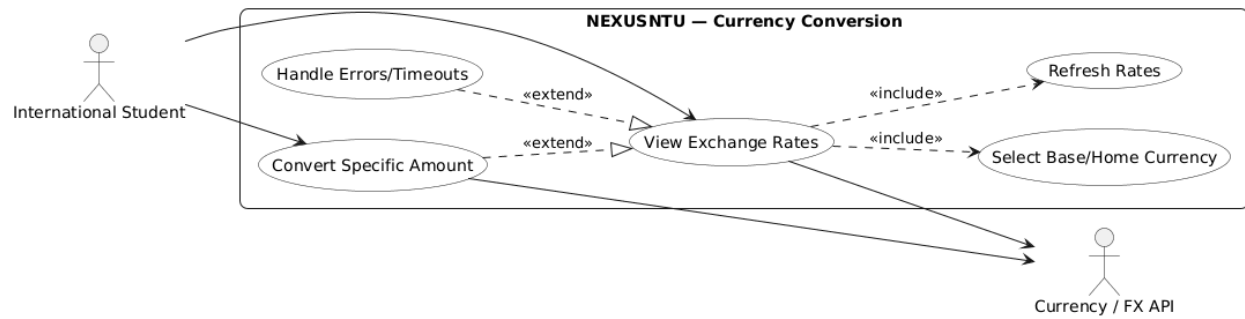 NEXUSNTU — Currency Conversion
International Student
Handle Errors/Timeouts
«extend»
Convert Specific Amount
«extend»
View Exchange Rates
«include»
Refresh Rates
«include»
Select Base/Home Currency
Currency / FX API